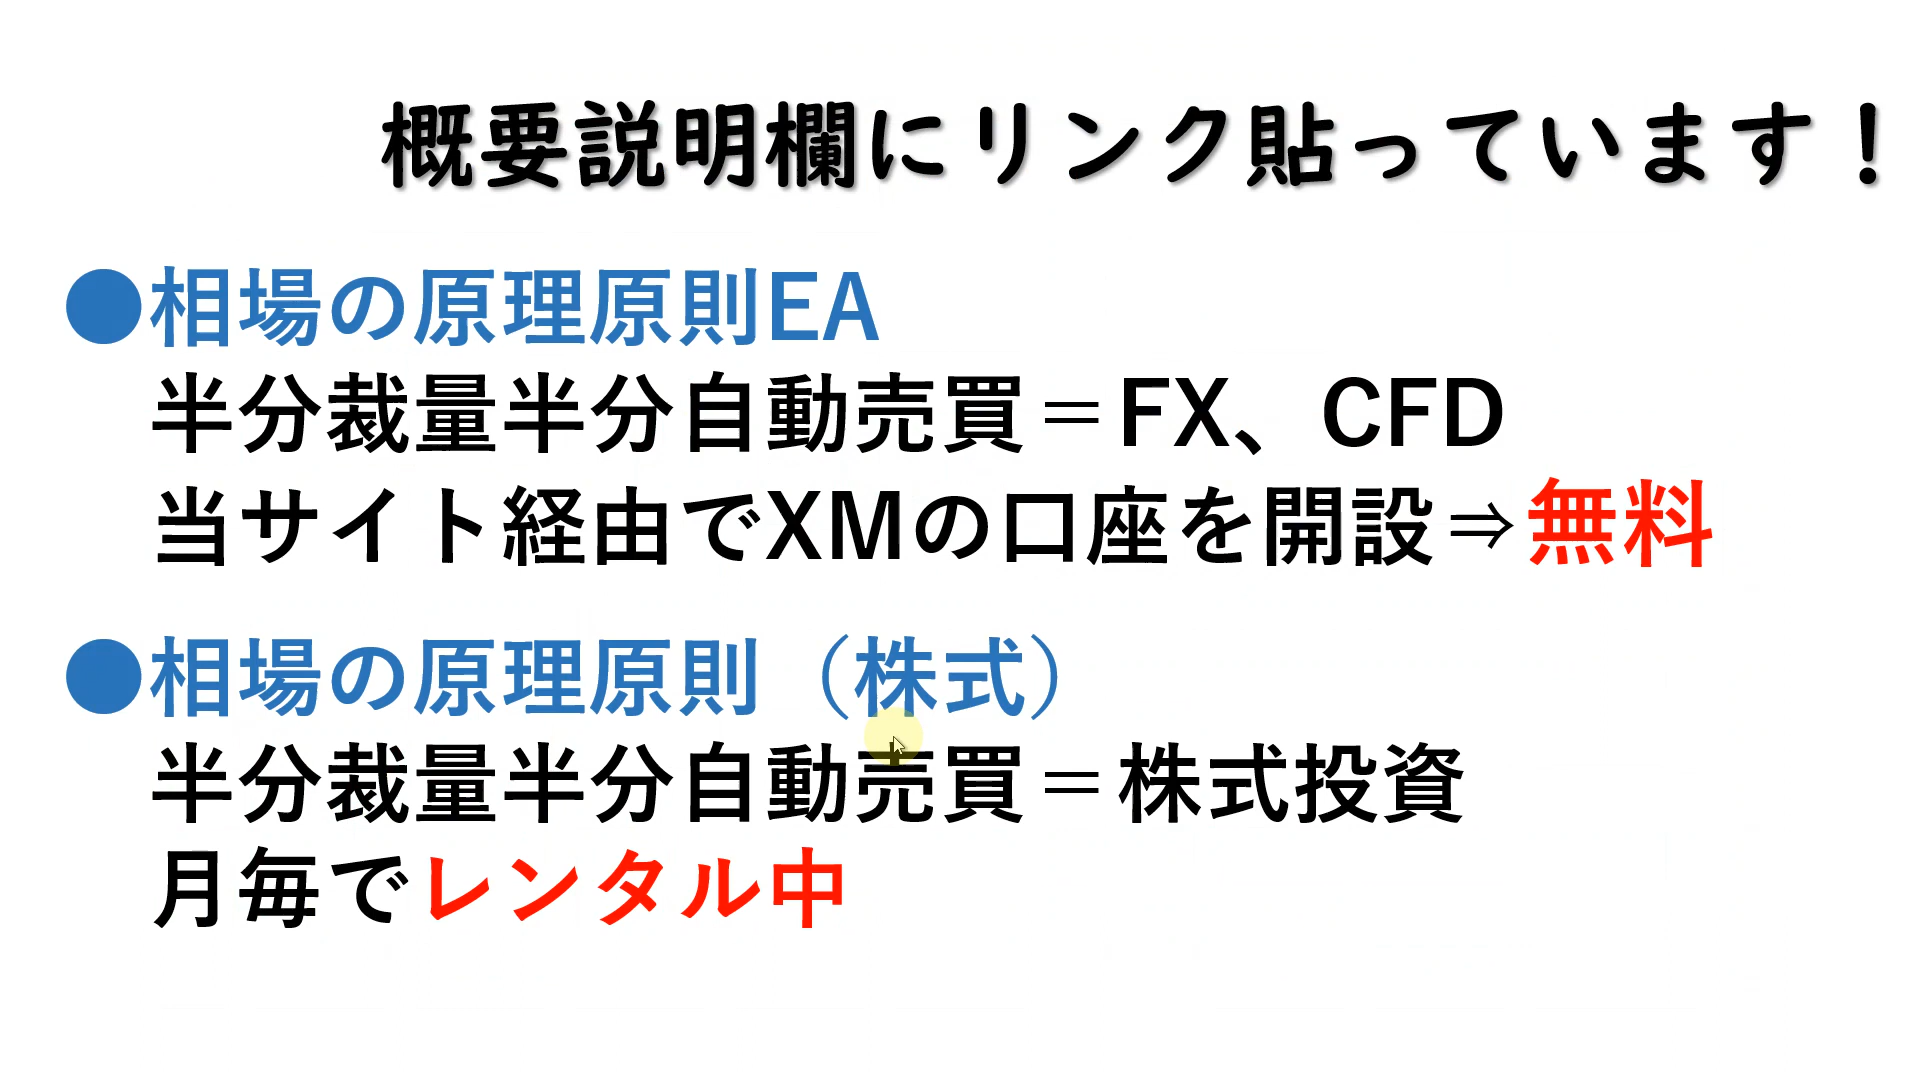 概要説明欄にリンク貼っています！
●相場の原理原則EA
半分裁量半分自動売買＝FX、CFD
当サイト経由でXMの口座を開設⇒無料
●相場の原理原則（株式）
半分裁量半分自動売買＝株式投資
月毎でレンタル中